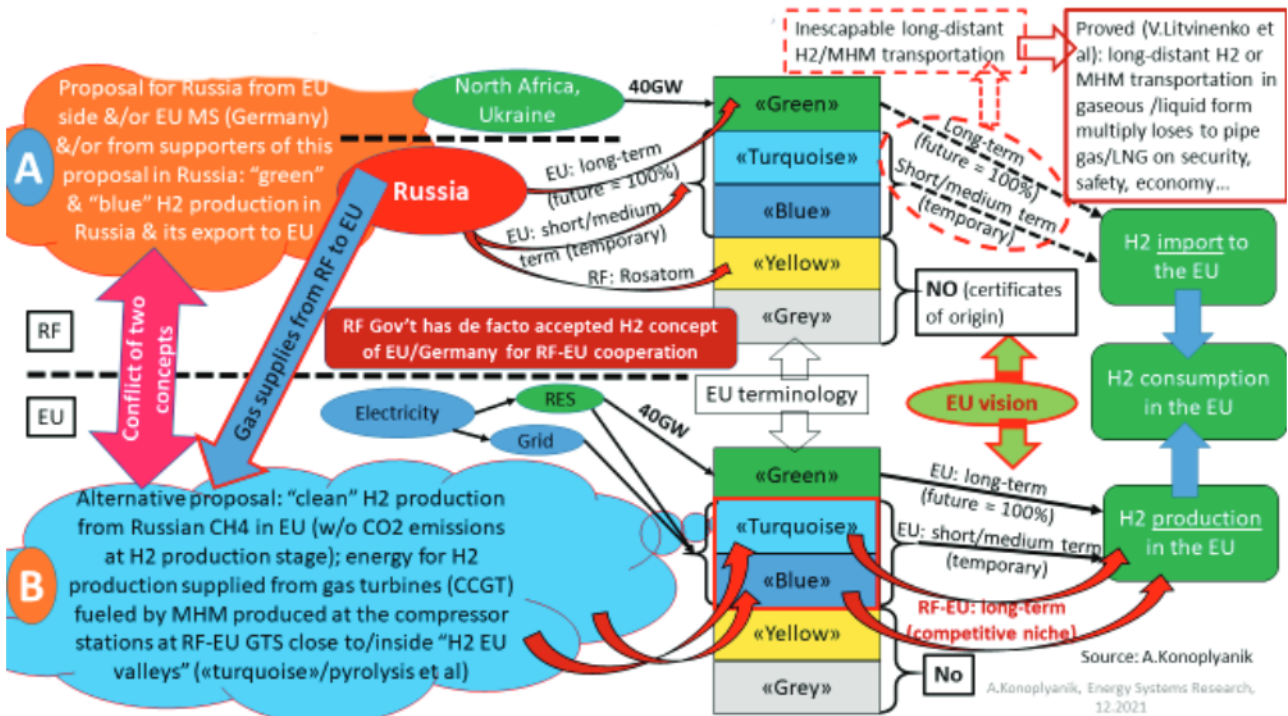 Proposal for Russia from EU
side &/or EU MS (Germany)
&/or from supporters of this
proposal in Russia: “green”
& “blue” H2 production in
Russia & its export to EU
A
North Africa,
Ukraine
40GW
Russia
EU: long-term
(future = 100%)
EU: short/medium
term (temporary)
RF: Rosatom
«Green»
«Turquoise»
«Blue»
«Yellow»
«Grey»
Inescapable long-distant
H2/MHM transportation
Proved (V.Litvinenko et
al): long-distant H2 or
MHM transportation in
gaseous /liquid form
multiply loses to pipe
gas/LNG on security,
safety, economy...
Long-term
(future = 100%)
Short/medium term
(temporary)
H2 import to
the EU
NO (certificates
of origin)
RF
EU
Conflict of two
concepts
Gas supplies from RF to EU
RF Gov’t has de facto accepted H2 concept
of EU/Germany for RF-EU cooperation
EU terminology
EU vision
H2 consumption
in the EU
Electricity
RES
Grid
40GW
Alternative proposal: “clean” H2 production
from Russian CH4 in EU (w/o CO2 emissions
at H2 production stage); energy for H2
production supplied from gas turbines (CCGT)
fueled by MHM produced at the compressor
stations at RF-EU GTS close to/inside “H2 EU
valleys” («turquoise»/pyrolysis et al)
B
«Green»
«Turquoise»
«Blue»
«Yellow»
«Grey»
EU: long-term
(future = 100%)
EU: short/medium term
(temporary)
RF-EU: long-term
(competitive niche)
H2 production
in the EU
No
Source: A.Konoplyanik
A.Konoplyanik, Energy Systems Research,
12.2021